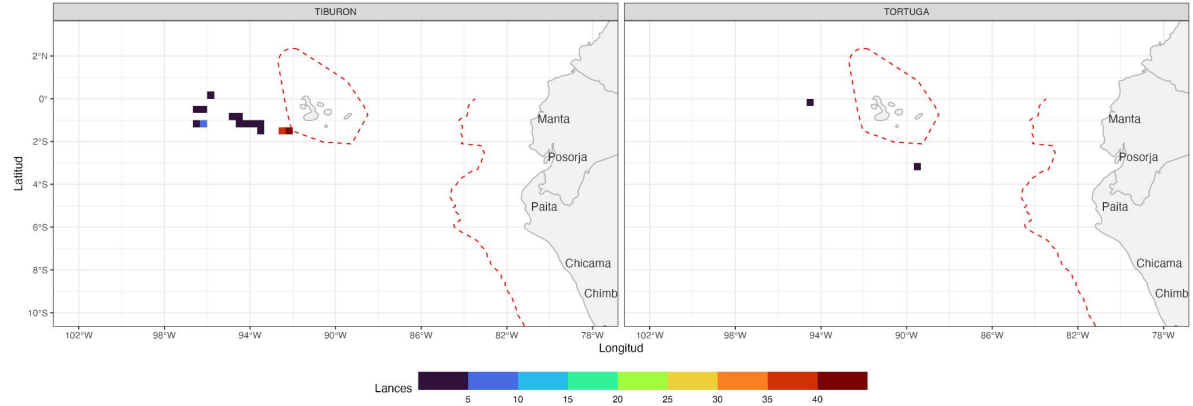 TIBURON
TORTUGA
2°N
0°
2°S
4°S
6°S
8°S
10°S
Latitud
Manta
Posorja
Paita
Chicama
Chimb
Manta
Posorja
Paita
Chicama
Chimb
102°W 98°W 94°W 90°W 86°W 82°W 78°W
102°W 98°W 94°W 90°W 86°W 82°W 78°W
Longitud
Lances
5 10 15 20 25 30 35 40